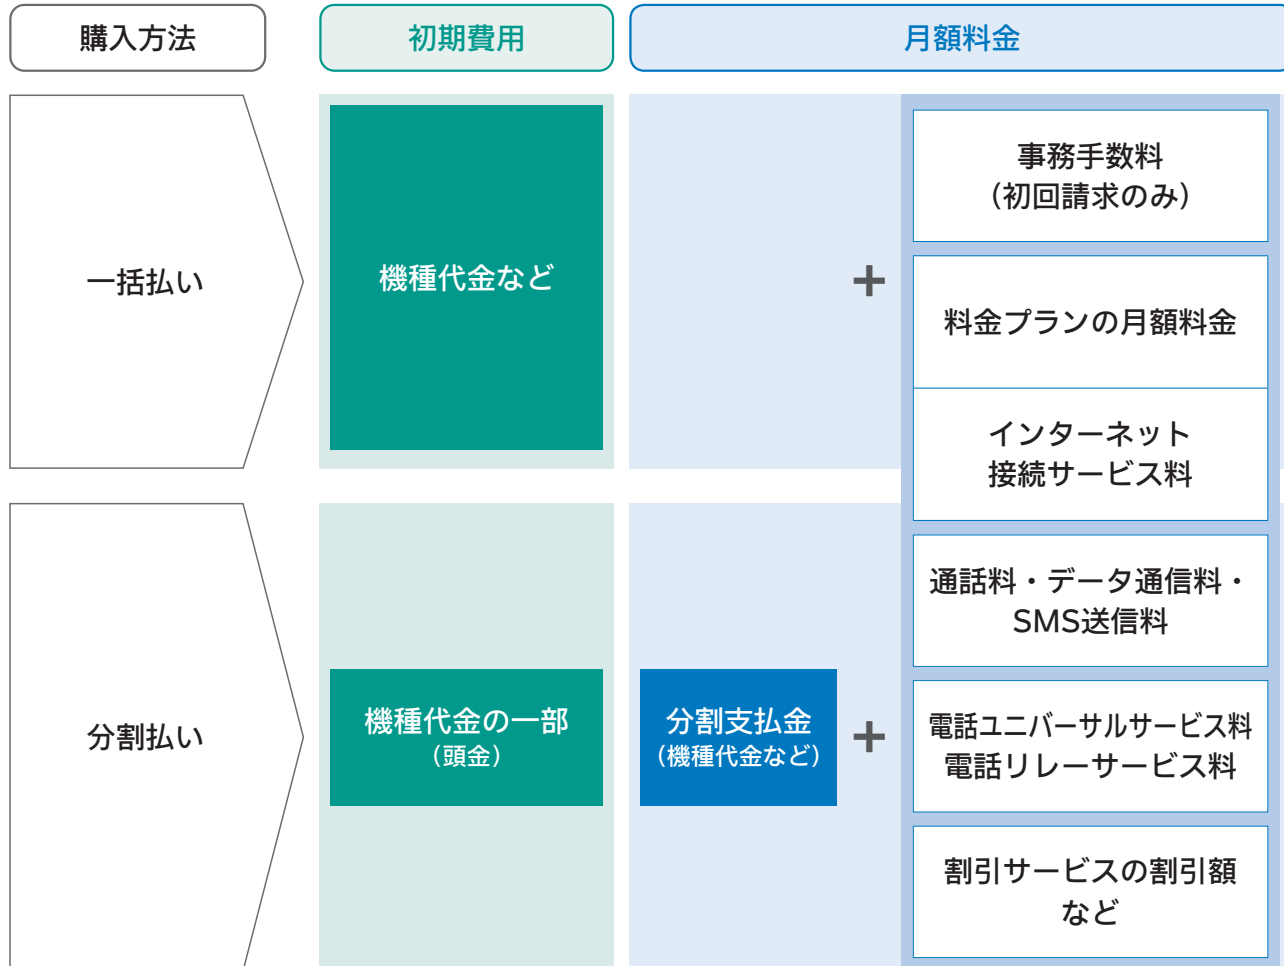 購入方法
初期費用
月額料金
一括払い
機種代金など
+
事務手数料
（初回請求のみ）
料金プランの月額料金
インターネット
接続サービス料
通話料・データ通信料・
SMS送信料
分割払い
機種代金の一部
（頭金）
分割支払金
（機種代金など）
+
電話ユニバーサルサービス料
電話リレーサービス料
割引サービスの割引額
など